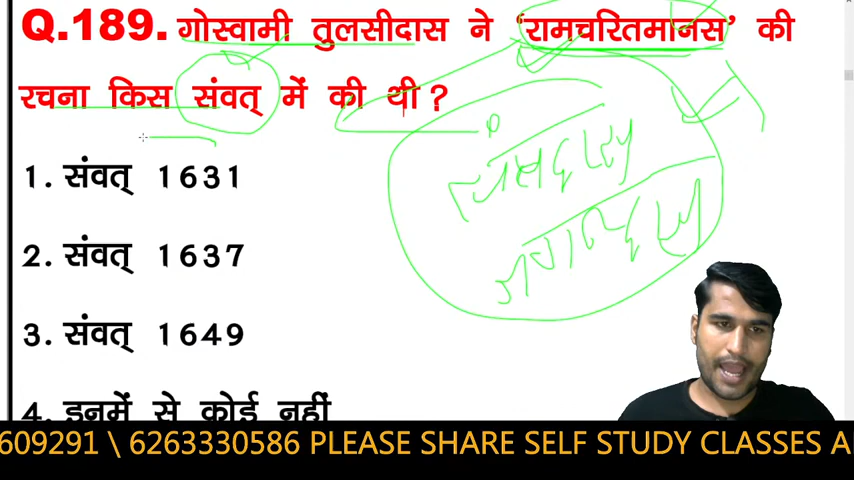 Q.189. गोस्वामी तुलसीदास ने ‘रामचरितमानस’ की
रचना किस संवत् में की थी ?
1. संवत् 1631
2. संवत् 1637
3. संवत् 1649
4. इनमें से कोई नहीं
609291 \ 6263330586 PLEASE SHARE SELF STUDY CLASSES A